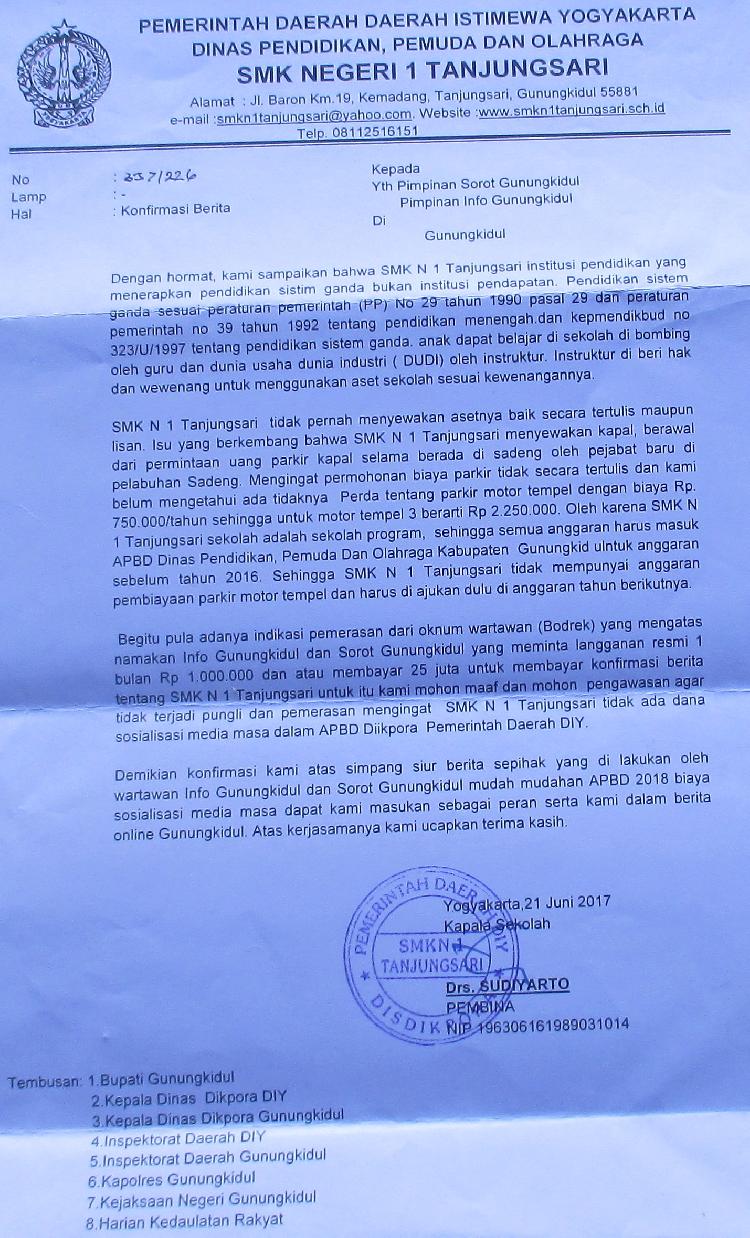 PEMERINTAH DAERAH DAERAH ISTIMEWA YOGYAKARTA
DINAS PENDIDIKAN, PEMUDA DAN OLAHRAGA
SMK NEGERI 1 TANJUNGSARI
Alamat : Jl. Baron Km.19, Kemadang, Tanjungsari, Gunungkidul 55881
e-mail :smkn1tanjungsari@yahoo.com. Website :www.smkn1tanjungsari.sch.id
Telp. 08112516151
No : 337/226
Lamp : -
Hal : Konfirmasi Berita
Kepada
Yth Pimpinan Sorot Gunungkidul
Pimpinan Info Gunungkidul
Di
Gunungkidul
Dengan hormat, kami sampaikan bahwa SMK N 1 Tanjungsari institusi pendidikan yang
menerapkan pendidikan sistim ganda bukan institusi pendapatan. Pendidikan sistem
ganda sesuai peraturan pemerintah (PP) No 29 tahun 1990 pasal 29 dan peraturan
pemerintah no 39 tahun 1992 tentang pendidikan menengah.dan kepmendikbud no
323/U/1997 tentang pendidikan sistem ganda. anak dapat belajar di sekolah di bombing
oleh guru dan dunia usaha dunia industri ( DUDI) oleh instruktur. Instruktur di beri hak
dan wewenang untuk menggunakan aset sekolah sesuai kewenangannya.
SMK N 1 Tanjungsari tidak pernah menyewakan asetnya baik secara tertulis maupun
lisan. Isu yang berkembang bahwa SMK N 1 Tanjungsari menyewakan kapal, berawal
dari permintaan uang parkir kapal selama berada di sadeng oleh pejabat baru di
pelabuhan Sadeng. Mengingat permohonan biaya parkir tidak secara tertulis dan kami
belum mengetahui ada tidaknya Perda tentang parkir motor tempel dengan biaya Rp.
750.000/tahun sehingga untuk motor tempel 3 berarti Rp 2.250.000. Oleh karena SMK N
1 Tanjungsari sekolah adalah sekolah program, sehingga semua anggaran harus masuk
APBD Dinas Pendidikan, Pemuda Dan Olahraga Kabupaten Gunungkid ulntuk anggaran
sebelum tahun 2016. Sehingga SMK N 1 Tanjungsari tidak mempunyai anggaran
pembiayaan parkir motor tempel dan harus di ajukan dulu di anggaran tahun berikutnya.
Begitu pula adanya indikasi pemerasan dari oknum wartawan (Bodrek) yang mengatas
namakan Info Gunungkidul dan Sorot Gunungkidul yang meminta langganan resmi 1
bulan Rp 1.000.000 dan atau membayar 25 juta untuk membayar konfirmasi berita
tentang SMK N 1 Tanjungsari untuk itu kami mohon maaf dan mohon pengawasan agar
tidak terjadi pungli dan pemerasan mengingat SMK N 1 Tanjungsari tidak ada dana
sosialisasi media masa dalam APBD Diikpora Pemerintah Daerah DIY.
Demikian konfirmasi kami atas simpang siur berita sepihak yang di lakukan oleh
wartawan Info Gunungkidul dan Sorot Gunungkidul mudah mudahan APBD 2018 biaya
sosialisasi media masa dapat kami masukan sebagai peran serta kami dalam berita
online Gunungkidul. Atas kerjasamanya kami ucapkan terima kasih.
Yogyakarta,21 Juni 2017
Kapala Sekolah
PEMERINTAH DAERAH DIY
SMKN 1
TANJUNGSARI
DISDIKPORA
Drs. SUDIYARTO
PEMBINA
NIP 196306161989031014
Tembusan: 1.Bupati Gunungkidul
2.Kepala Dinas Dikpora DIY
3.Kepala Dinas Dikpora Gunungkidul
4.Inspektorat Daerah DIY
5.Inspektorat Daerah Gunungkidul
6.Kapolres Gunungkidul
7.Kejaksaan Negeri Gunungkidul
8.Harian Kedaulatan Rakyat